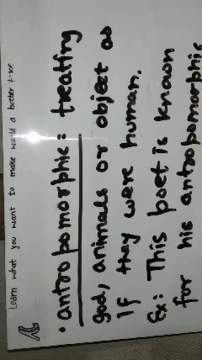 Learn what you want to make world a better
• antropomorphic: treating
god, animals or object as
If they were human.
Ex: This poet is known
for his antropomorphic